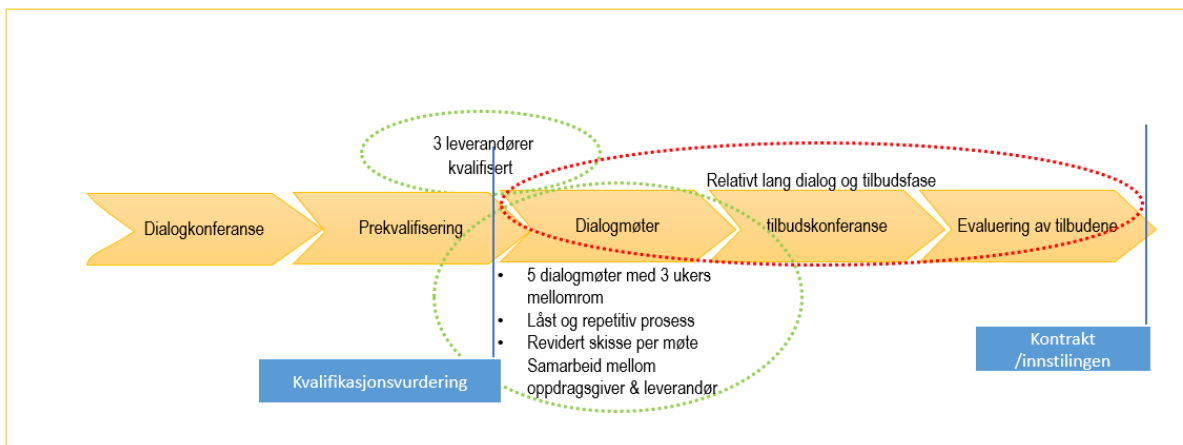 3 leverandører
kvalifisert
Relativt lang dialog og tilbudsfase
Dialogkonferanse
Prekvalifisering
Dialogmøter
tilbudskonferanse
Evaluering av tilbudene
• 5 dialogmøter med 3 ukers
mellomrom
• Låst og repetitiv prosess
• Revidert skisse per møte
Samarbeid mellom
oppdragsgiver & leverandør
Kvalifikasjonsvurdering
Kontrakt
/innstilingen